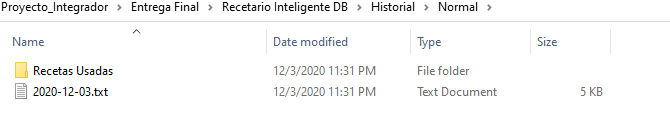 Proyecto_Integrador > Entrega Final > Recetario Inteligente DB > Historial > Normal >
Name Date modified Type Size
Recetas Usadas 12/3/2020 11:31 PM File folder
2020-12-03.txt 12/3/2020 11:31 PM Text Document 5 KB